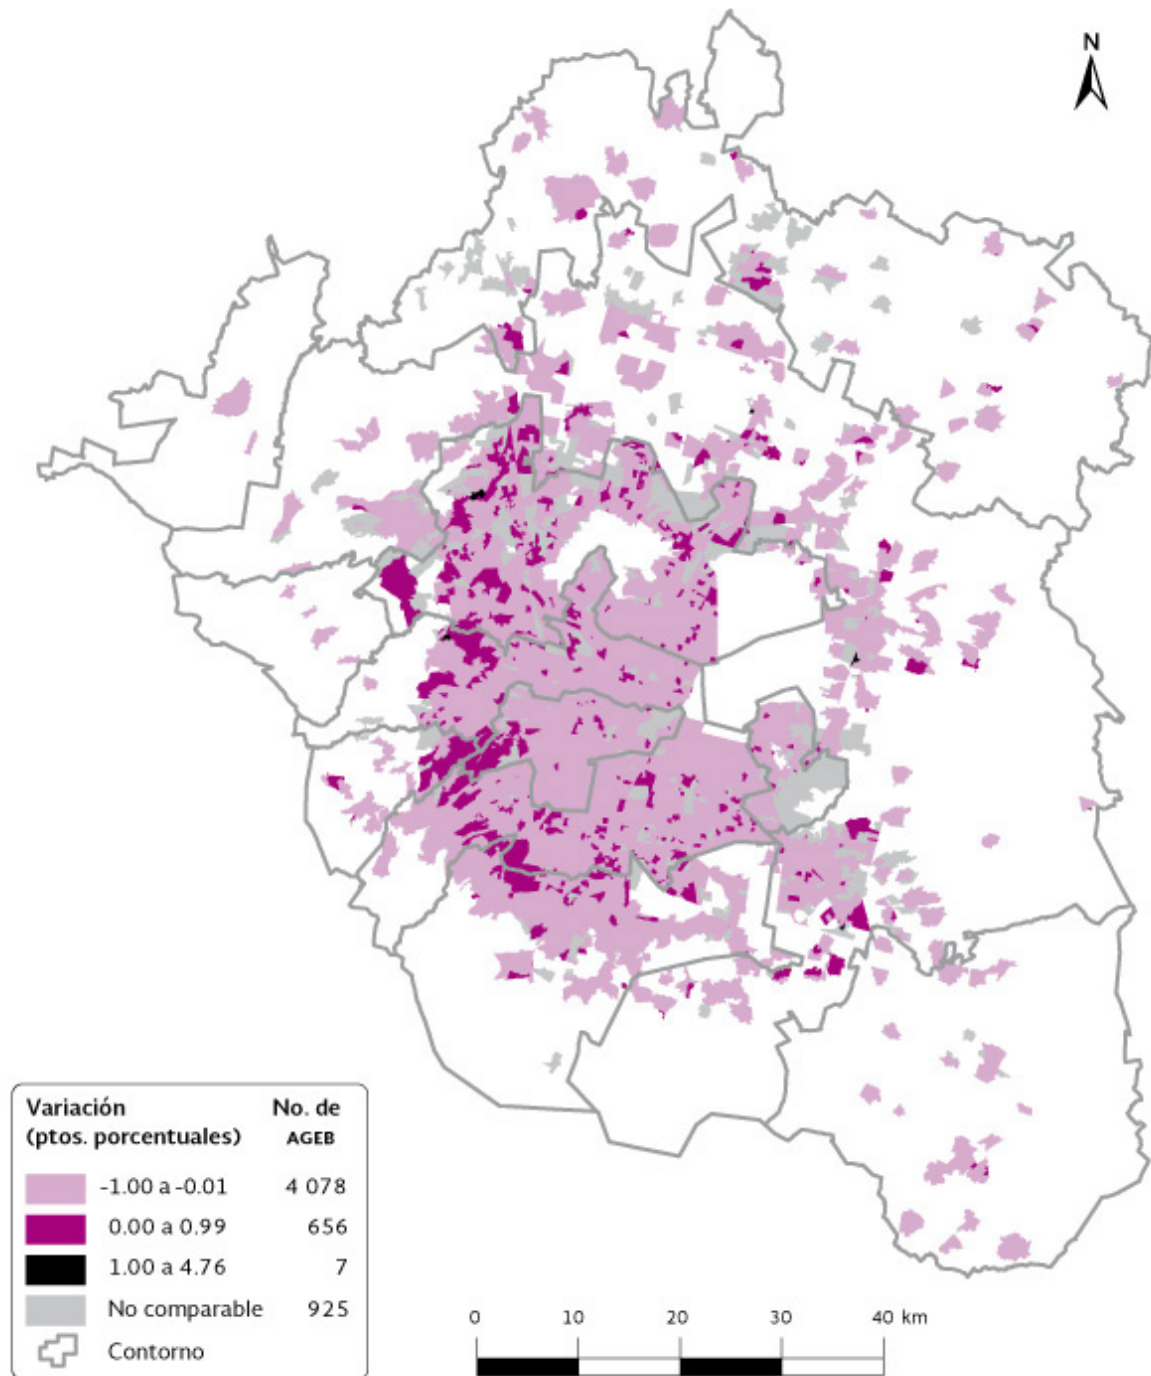 N
Variación No. de
(ptos. porcentuales) AGEB
-1.00 a -0.01 4 078
0.00 a 0.99 656
1.00 a 4.76 7
No comparable 925
Contorno
0 10 20 30 40 km